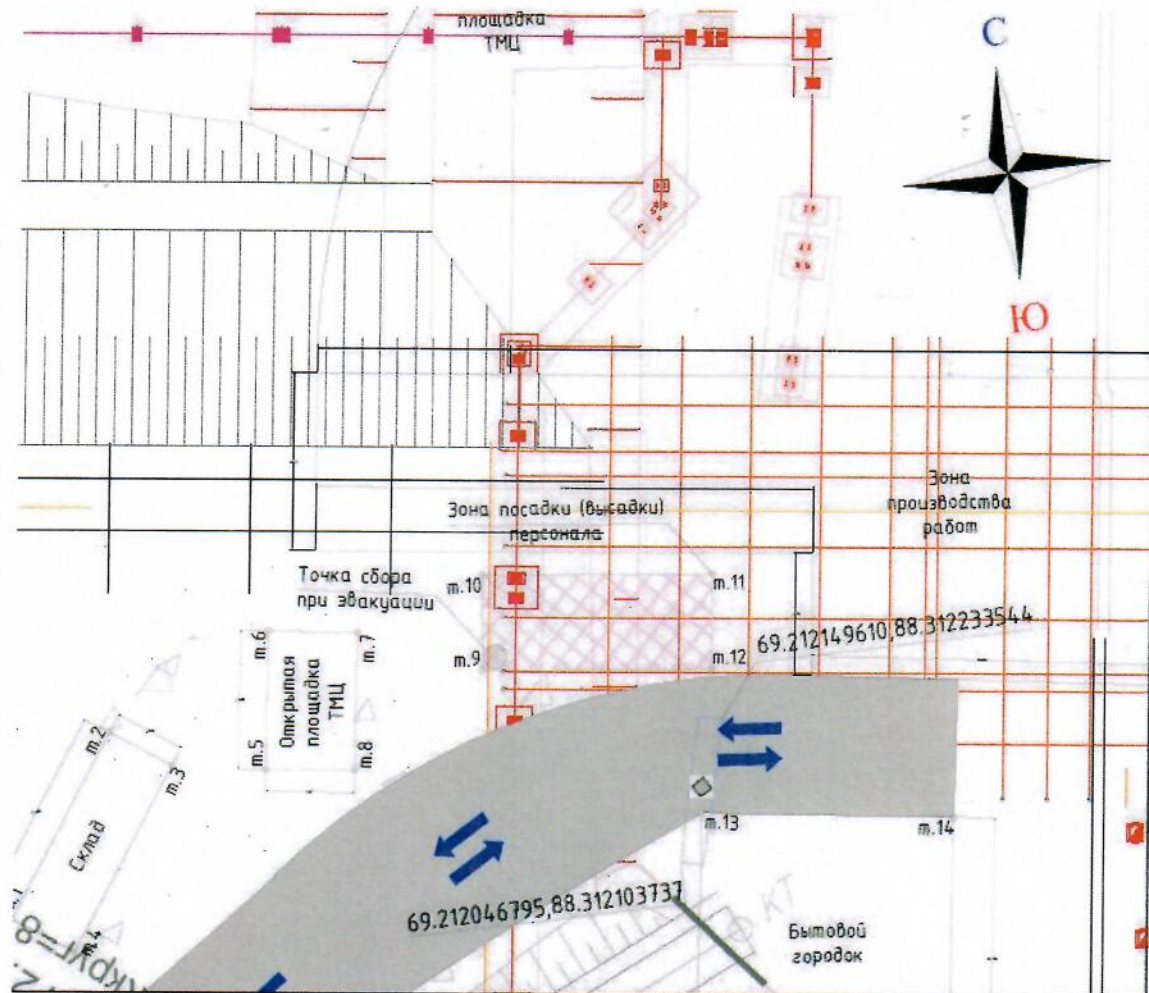 площадка
ТМЦ
С
Ю
Зона
производства
работ
Зона посадки (высадки)
персонала
Точка сбора
при эвакуации
т.10
т.11
т.9
т.12
69.212149610,88.312233544
т.6
т.7
Открытая
площадка
ТМЦ
т.5
т.8
т.2
т.3
Склад
т.4
т.13
т.14
69.212046795,88.312103737
КТ
Бытовой
городок